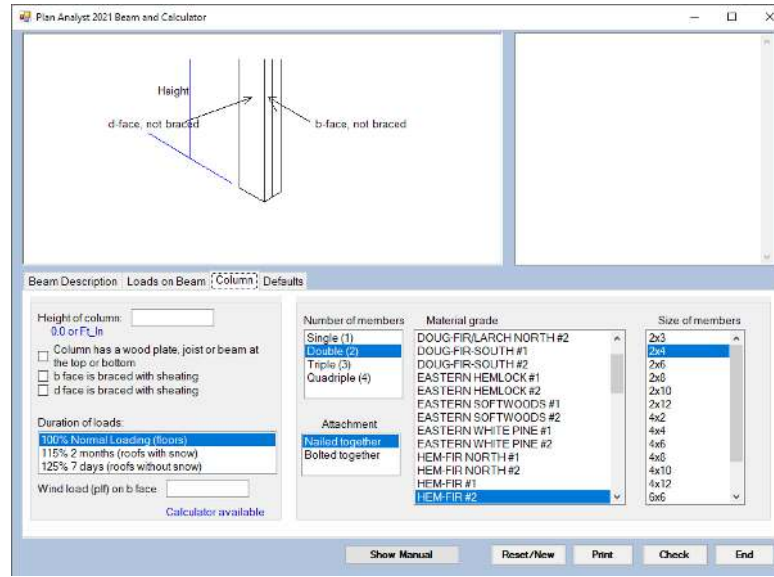 Plan Analyst 2021 Beam and Calculator
Height
d-face, not braced
b-face, not braced
Beam Description
Loads on Beam
Column
Defaults
Height of column:
0.0 or Ft_In
Column has a wood plate, joist or beam at
the top or bottom
b face is braced with sheating
d face is braced with sheating
Duration of loads:
100% Normal Loading (floors)
115% 2 months (roofs with snow)
125% 7 days (roofs without snow)
Wind load (plf) on b face
Calculator available
Number of members
Single (1)
Double (2)
Triple (3)
Quadriple (4)
Attachment
Nailed together
Bolted together
Material grade
DOUG-FIR/LARCH NORTH #2
DOUG-FIR-SOUTH #1
DOUG-FIR-SOUTH #2
EASTERN HEMLOCK #1
EASTERN HEMLOCK #2
EASTERN SOFTWOODS #1
EASTERN SOFTWOODS #2
EASTERN WHITE PINE #1
EASTERN WHITE PINE #2
HEM-FIR NORTH #1
HEM-FIR NORTH #2
HEM-FIR #1
HEM-FIR #2
Size of members
2x3
2x4
2x6
2x8
2x10
2x12
4x2
4x4
4x6
4x8
4x10
4x12
6x6
Show Manual
Reset/New
Print
Check
End